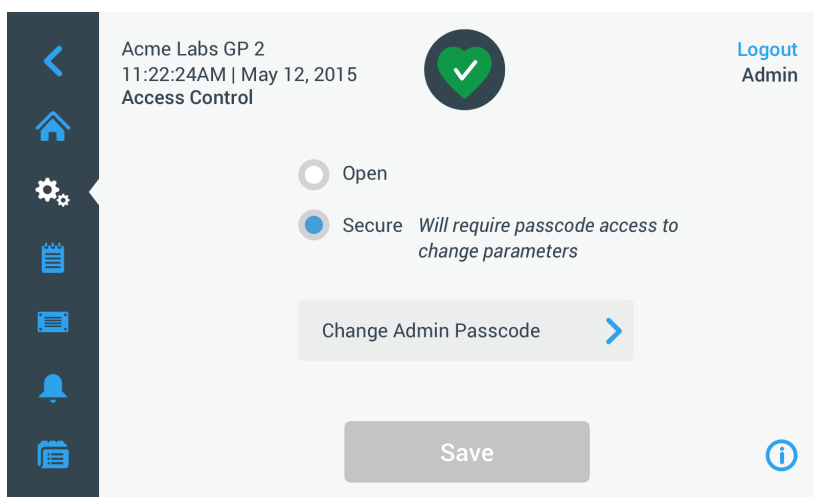 Acme Labs GP 2
11:22:24AM | May 12, 2015
Access Control
Logout
Admin
Open
Secure Will require passcode access to
change parameters
Change Admin Passcode
Save